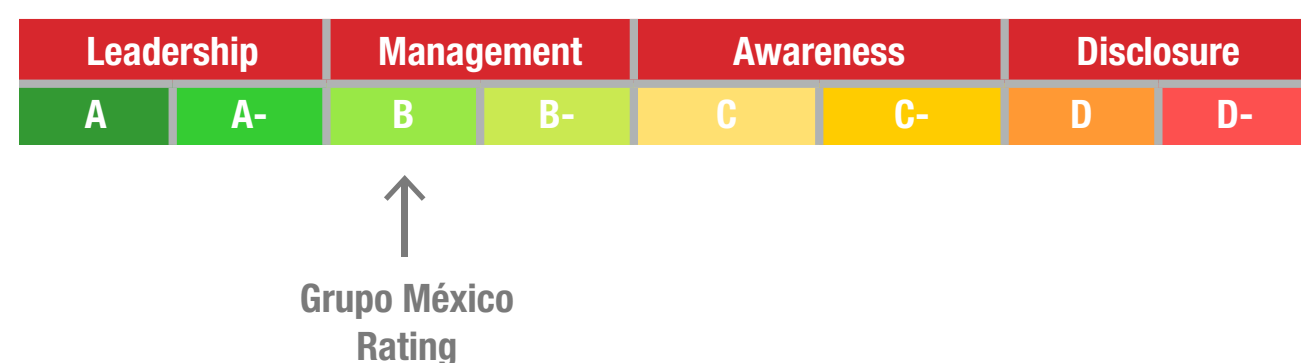 Leadership Management Awareness Disclosure
A A- B B- C C- D D-
Grupo México
Rating